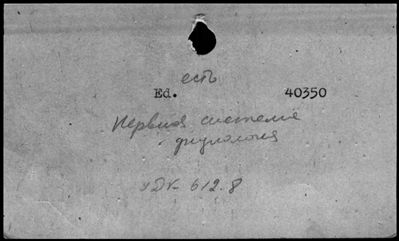 есть
Ed. 40350
Нервная система
физиология
УДК 612.8